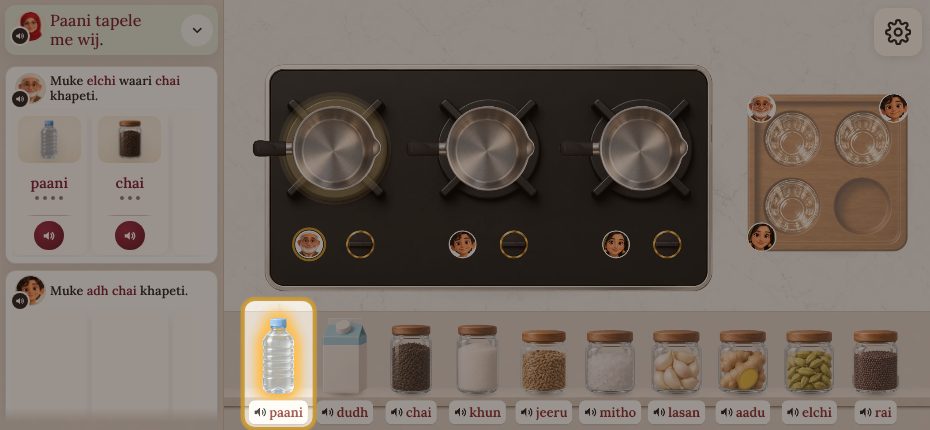 Paani tapele
me wij.
Muke elchi waari chai
khapeti.
paani
chai
Muke adh chai khapeti.
paani
dudh
chai
khun
jeeru
mitho
lasan
aadu
elchi
rai